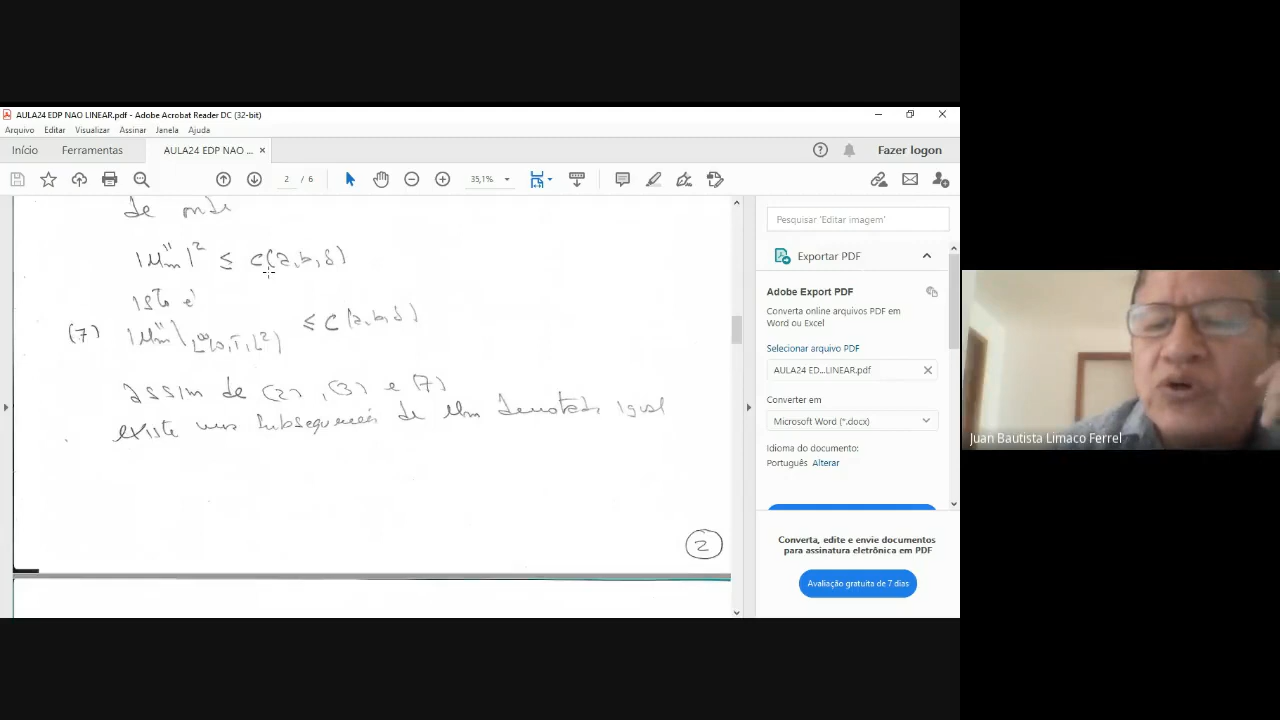 AULA24 EDP NAO LINEAR.pdf - Adobe Acrobat Reader DC (32-bit)
Arquivo Editar Visualizar Assinar Janela Ajuda
Início Ferramentas AULA24 EDP NAO ... × Fazer logon
2 / 6 35,1%
de onde
|u''m|² ≤ C(a,b,δ)
isto é
(7) |u''m|L∞(0,T,L²) ≤ C(a,b,δ)
assim de (2), (3) e (7)
existe uma subsequencia de um denotada igual
2
Pesquisar 'Editar imagem'
Exportar PDF
Adobe Export PDF
Converta online arquivos PDF em
Word ou Excel
Selecionar arquivo PDF
AULA24 ED...LINEAR.pdf
Converter em
Microsoft Word (*.docx)
Idioma do documento:
Português Alterar
Converta, edite e envie documentos
para assinatura eletrônica em PDF
Avaliação gratuita de 7 dias
Juan Bautista Limaco Ferrel